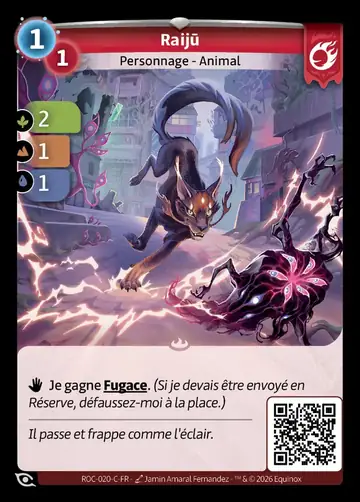 1
Raijū
1
Personnage - Animal
2
1
1
Je gagne Fugace. (Si je devais être envoyé en
Réserve, défaussez-moi à la place.)
Il passe et frappe comme l'éclair.
ROC-020-C-FR - Jamin Amaral Fernandez - ™ & © 2026 Equinox